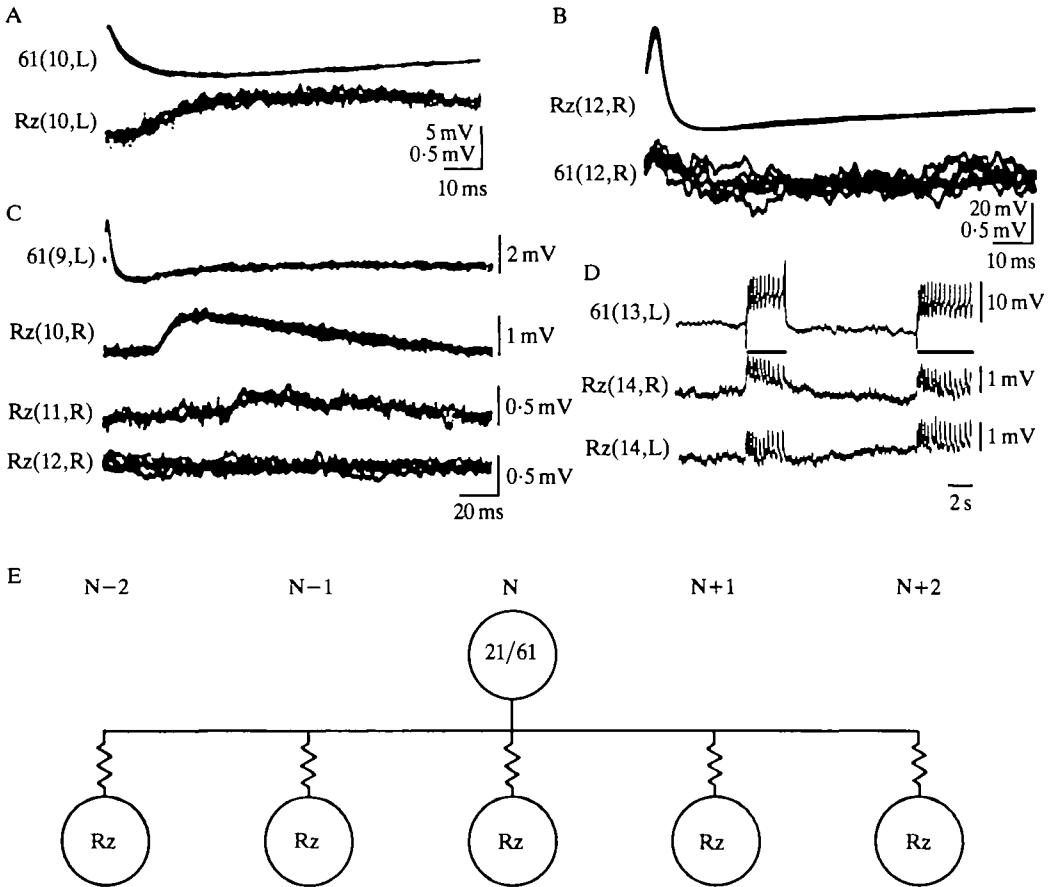 A
61(10,L)
Rz(10,L)
5 mV
0·5 mV
10 ms
B
Rz(12,R)
61(12,R)
20 mV
0·5 mV
10 ms
C
61(9,L)
2 mV
Rz(10,R)
1 mV
Rz(11,R)
0·5 mV
Rz(12,R)
0·5 mV
20 ms
D
61(13,L)
10 mV
Rz(14,R)
1 mV
Rz(14,L)
1 mV
2 s
E
N−2 N−1 N N+1 N+2
21/61
Rz Rz Rz Rz Rz